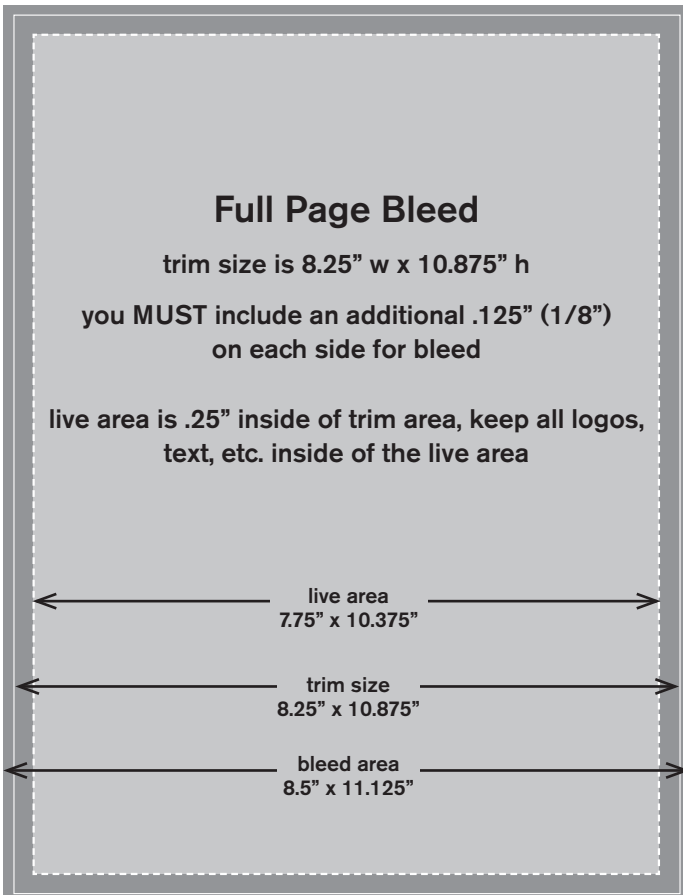 Full Page Bleed
trim size is 8.25” w x 10.875” h
you MUST include an additional .125” (1/8”)
on each side for bleed
live area is .25” inside of trim area, keep all logos,
text, etc. inside of the live area
live area
7.75” x 10.375”
trim size
8.25” x 10.875”
bleed area
8.5” x 11.125”